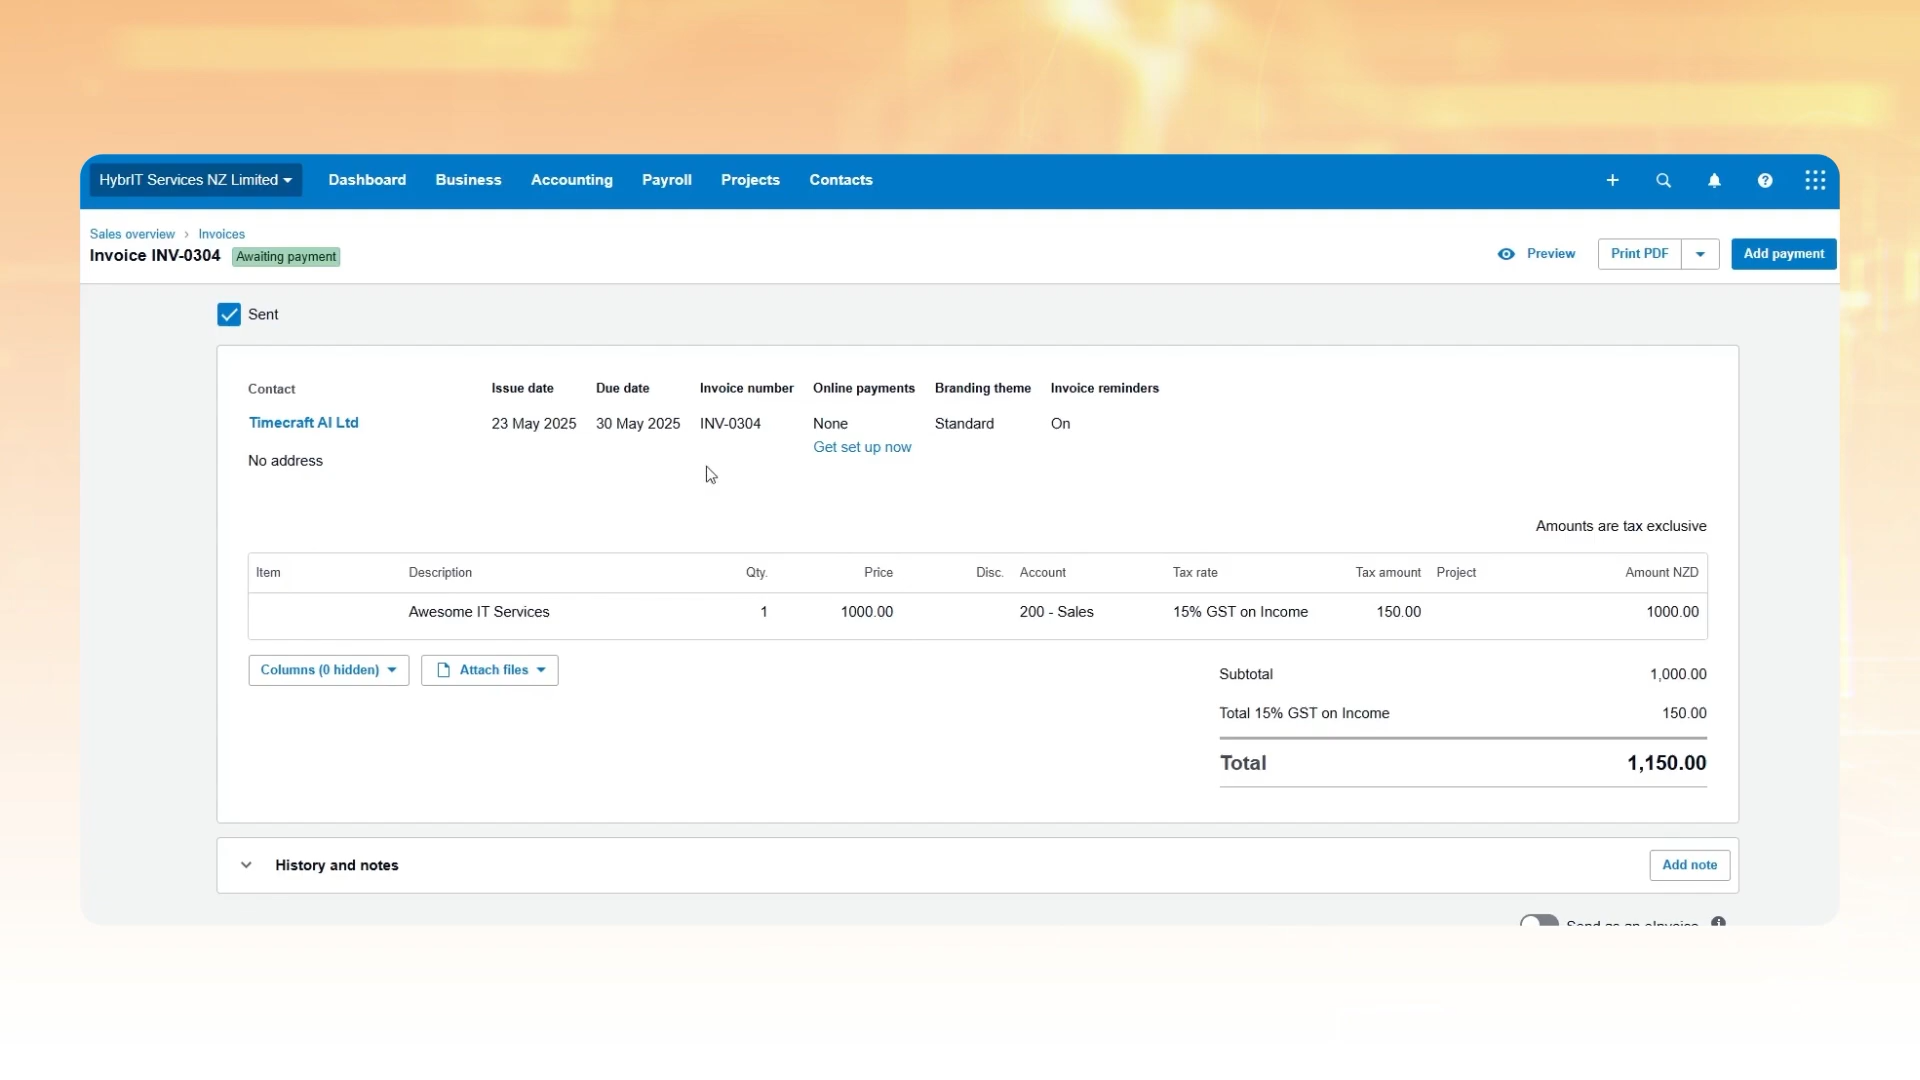 HybrIT Services NZ Limited Dashboard Business Accounting Payroll Projects Contacts
Sales overview › Invoices
Invoice INV-0304 Awaiting payment
Preview Print PDF Add payment
Sent
Contact Issue date Due date Invoice number Online payments Branding theme Invoice reminders
Timecraft AI Ltd 23 May 2025 30 May 2025 INV-0304 None Standard On
Get set up now
No address
Amounts are tax exclusive
Item Description Qty. Price Disc. Account Tax rate Tax amount Project Amount NZD
Awesome IT Services 1 1000.00 200 - Sales 15% GST on Income 150.00 1000.00
Columns (0 hidden) Attach files
Subtotal 1,000.00
Total 15% GST on Income 150.00
Total 1,150.00
History and notes Add note